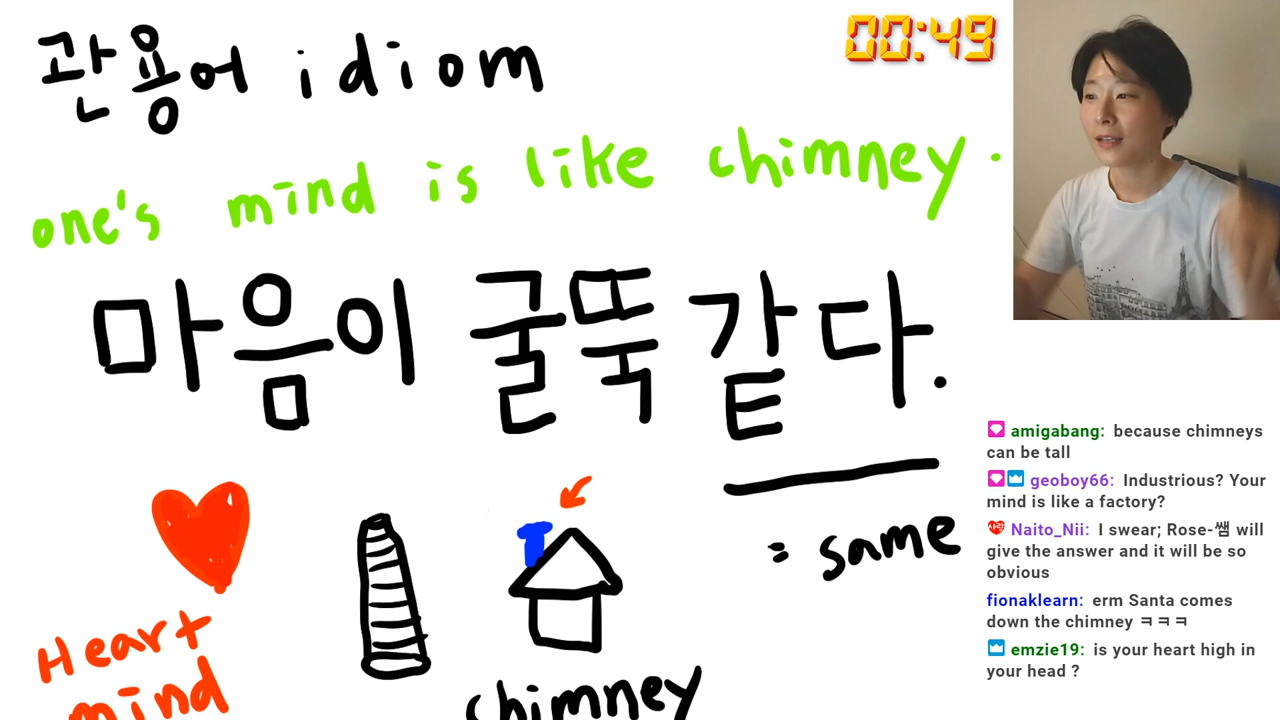 관용어 idiom
00:49
one's mind is like chimney.
마음이 굴뚝 같다.
= same
Heart
mind
chimney
amigabang: because chimneys
can be tall
geoboy66: Industrious? Your
mind is like a factory?
사랑 Naito_Nii: I swear; Rose-쌤 will
give the answer and it will be so
obvious
fionaklearn: erm Santa comes
down the chimney ㅋㅋㅋ
emzie19: is your heart high in
your head ?